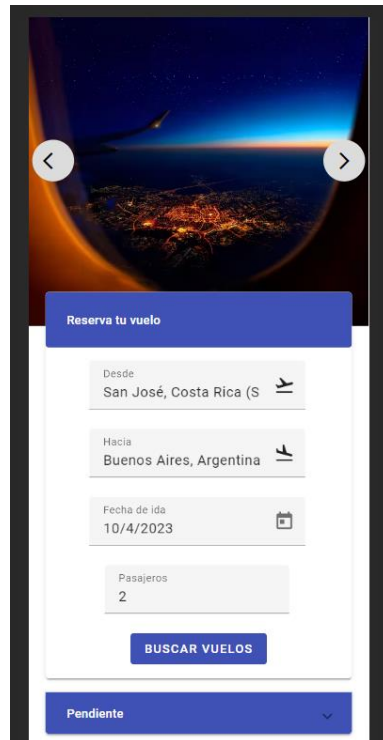 Reserva tu vuelo
Desde
San José, Costa Rica (S
Hacia
Buenos Aires, Argentina
Fecha de ida
10/4/2023
Pasajeros
2
BUSCAR VUELOS
Pendiente